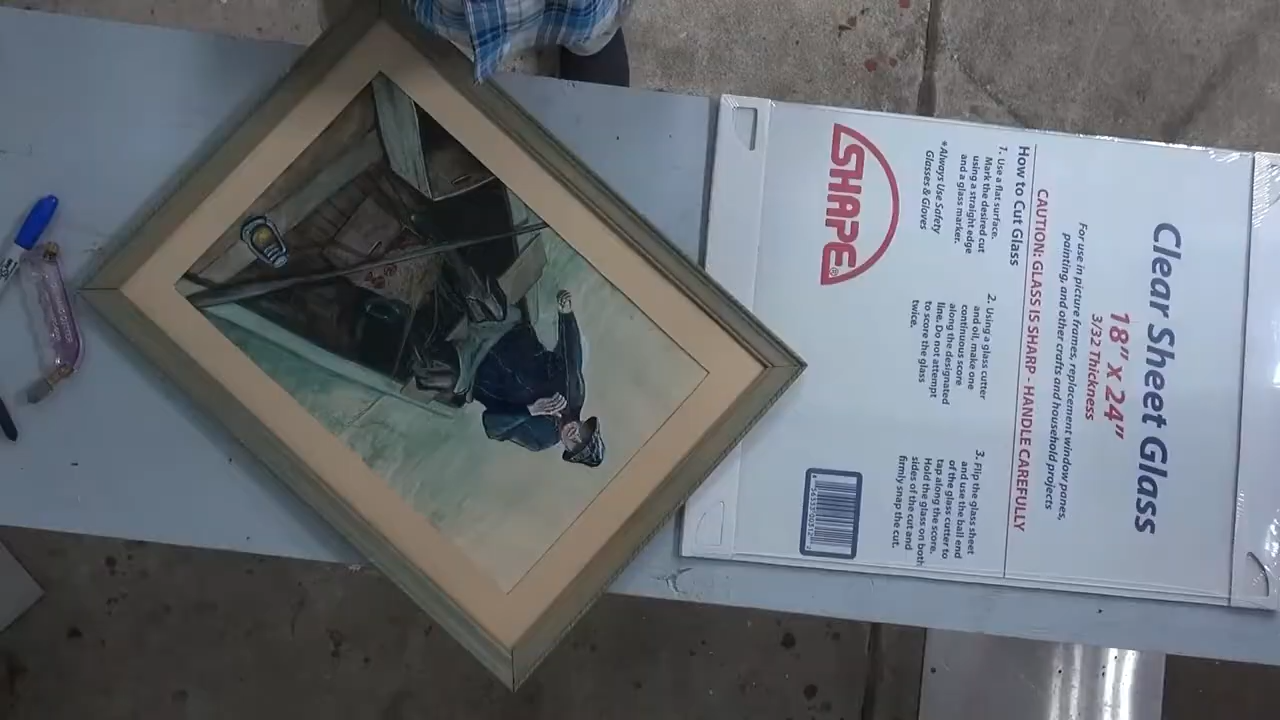 Clear Sheet Glass
18" x 24"
3/32 Thickness
For use in picture frames, replacement window panes,
painting, and other crafts and household projects
CAUTION: GLASS IS SHARP - HANDLE CAREFULLY
How to Cut Glass
1. Use a flat surface.
Mark the desired cut
using a straight edge
and a glass marker.
*Always Use Safety
Glasses & Gloves
2. Using a glass cutter
and oil, make one
continuous score
along the designated
line. Do not attempt
to score the glass
twice.
3. Flip the glass sheet
and use the ball end
of the glass cutter to
tap along the score.
Hold the glass on both
sides of the cut and
firmly snap the cut.
SHAPE®